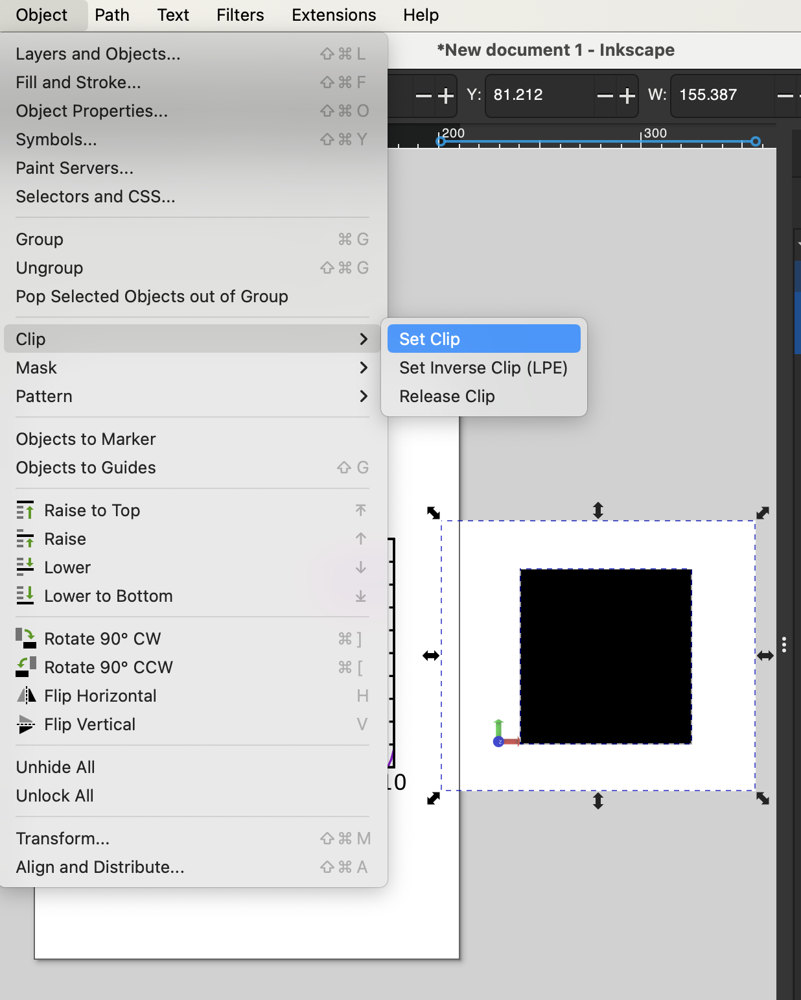 Object Path Text Filters Extensions Help
*New document 1 - Inkscape
Y: 81.212 W: 155.387
200 300
Layers and Objects... ⇧⌘L
Fill and Stroke... ⇧⌘F
Object Properties... ⇧⌘O
Symbols... ⇧⌘Y
Paint Servers...
Selectors and CSS...
Group ⌘G
Ungroup ⇧⌘G
Pop Selected Objects out of Group
Clip
Set Clip
Mask
Set Inverse Clip (LPE)
Pattern
Release Clip
Objects to Marker
Objects to Guides ⇧G
Raise to Top
Raise ↑
Lower ↓
Lower to Bottom
Rotate 90° CW ⌘]
Rotate 90° CCW ⌘[
Flip Horizontal H
Flip Vertical V
Unhide All
10
Unlock All
Transform... ⇧⌘M
Align and Distribute... ⇧⌘A
z